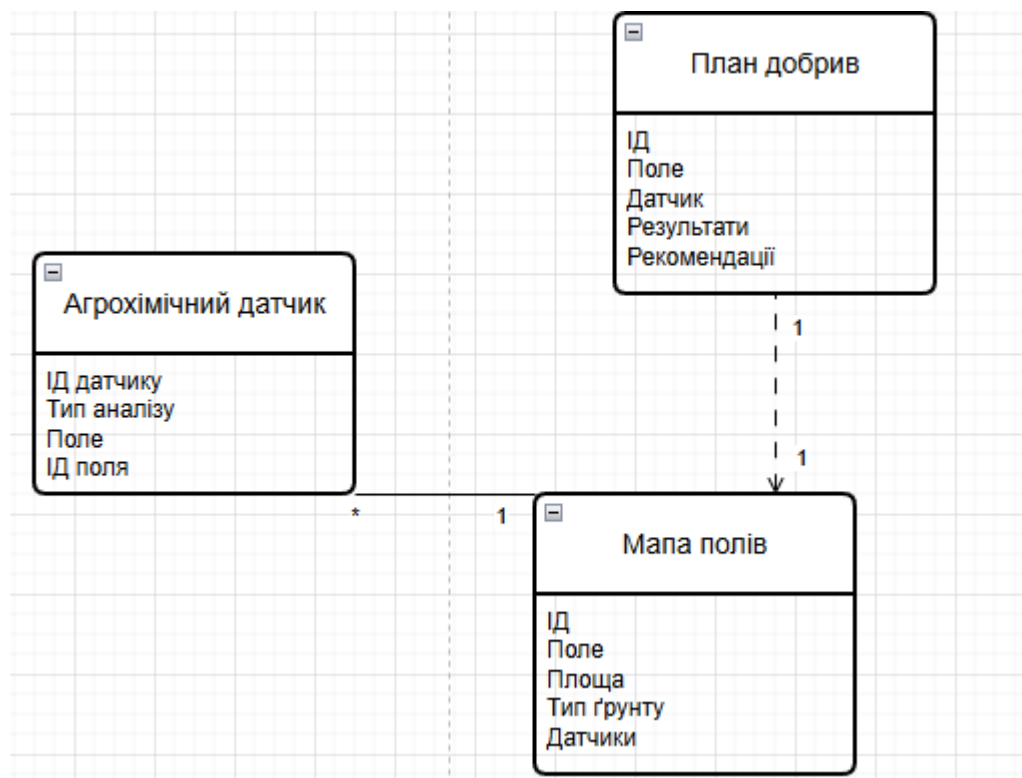 План добрив
ІД
Поле
Датчик
Результати
Рекомендації
Агрохімічний датчик
ІД датчику
Тип аналізу
Поле
ІД поля
1
1
*
1
Мапа полів
ІД
Поле
Площа
Тип ґрунту
Датчики